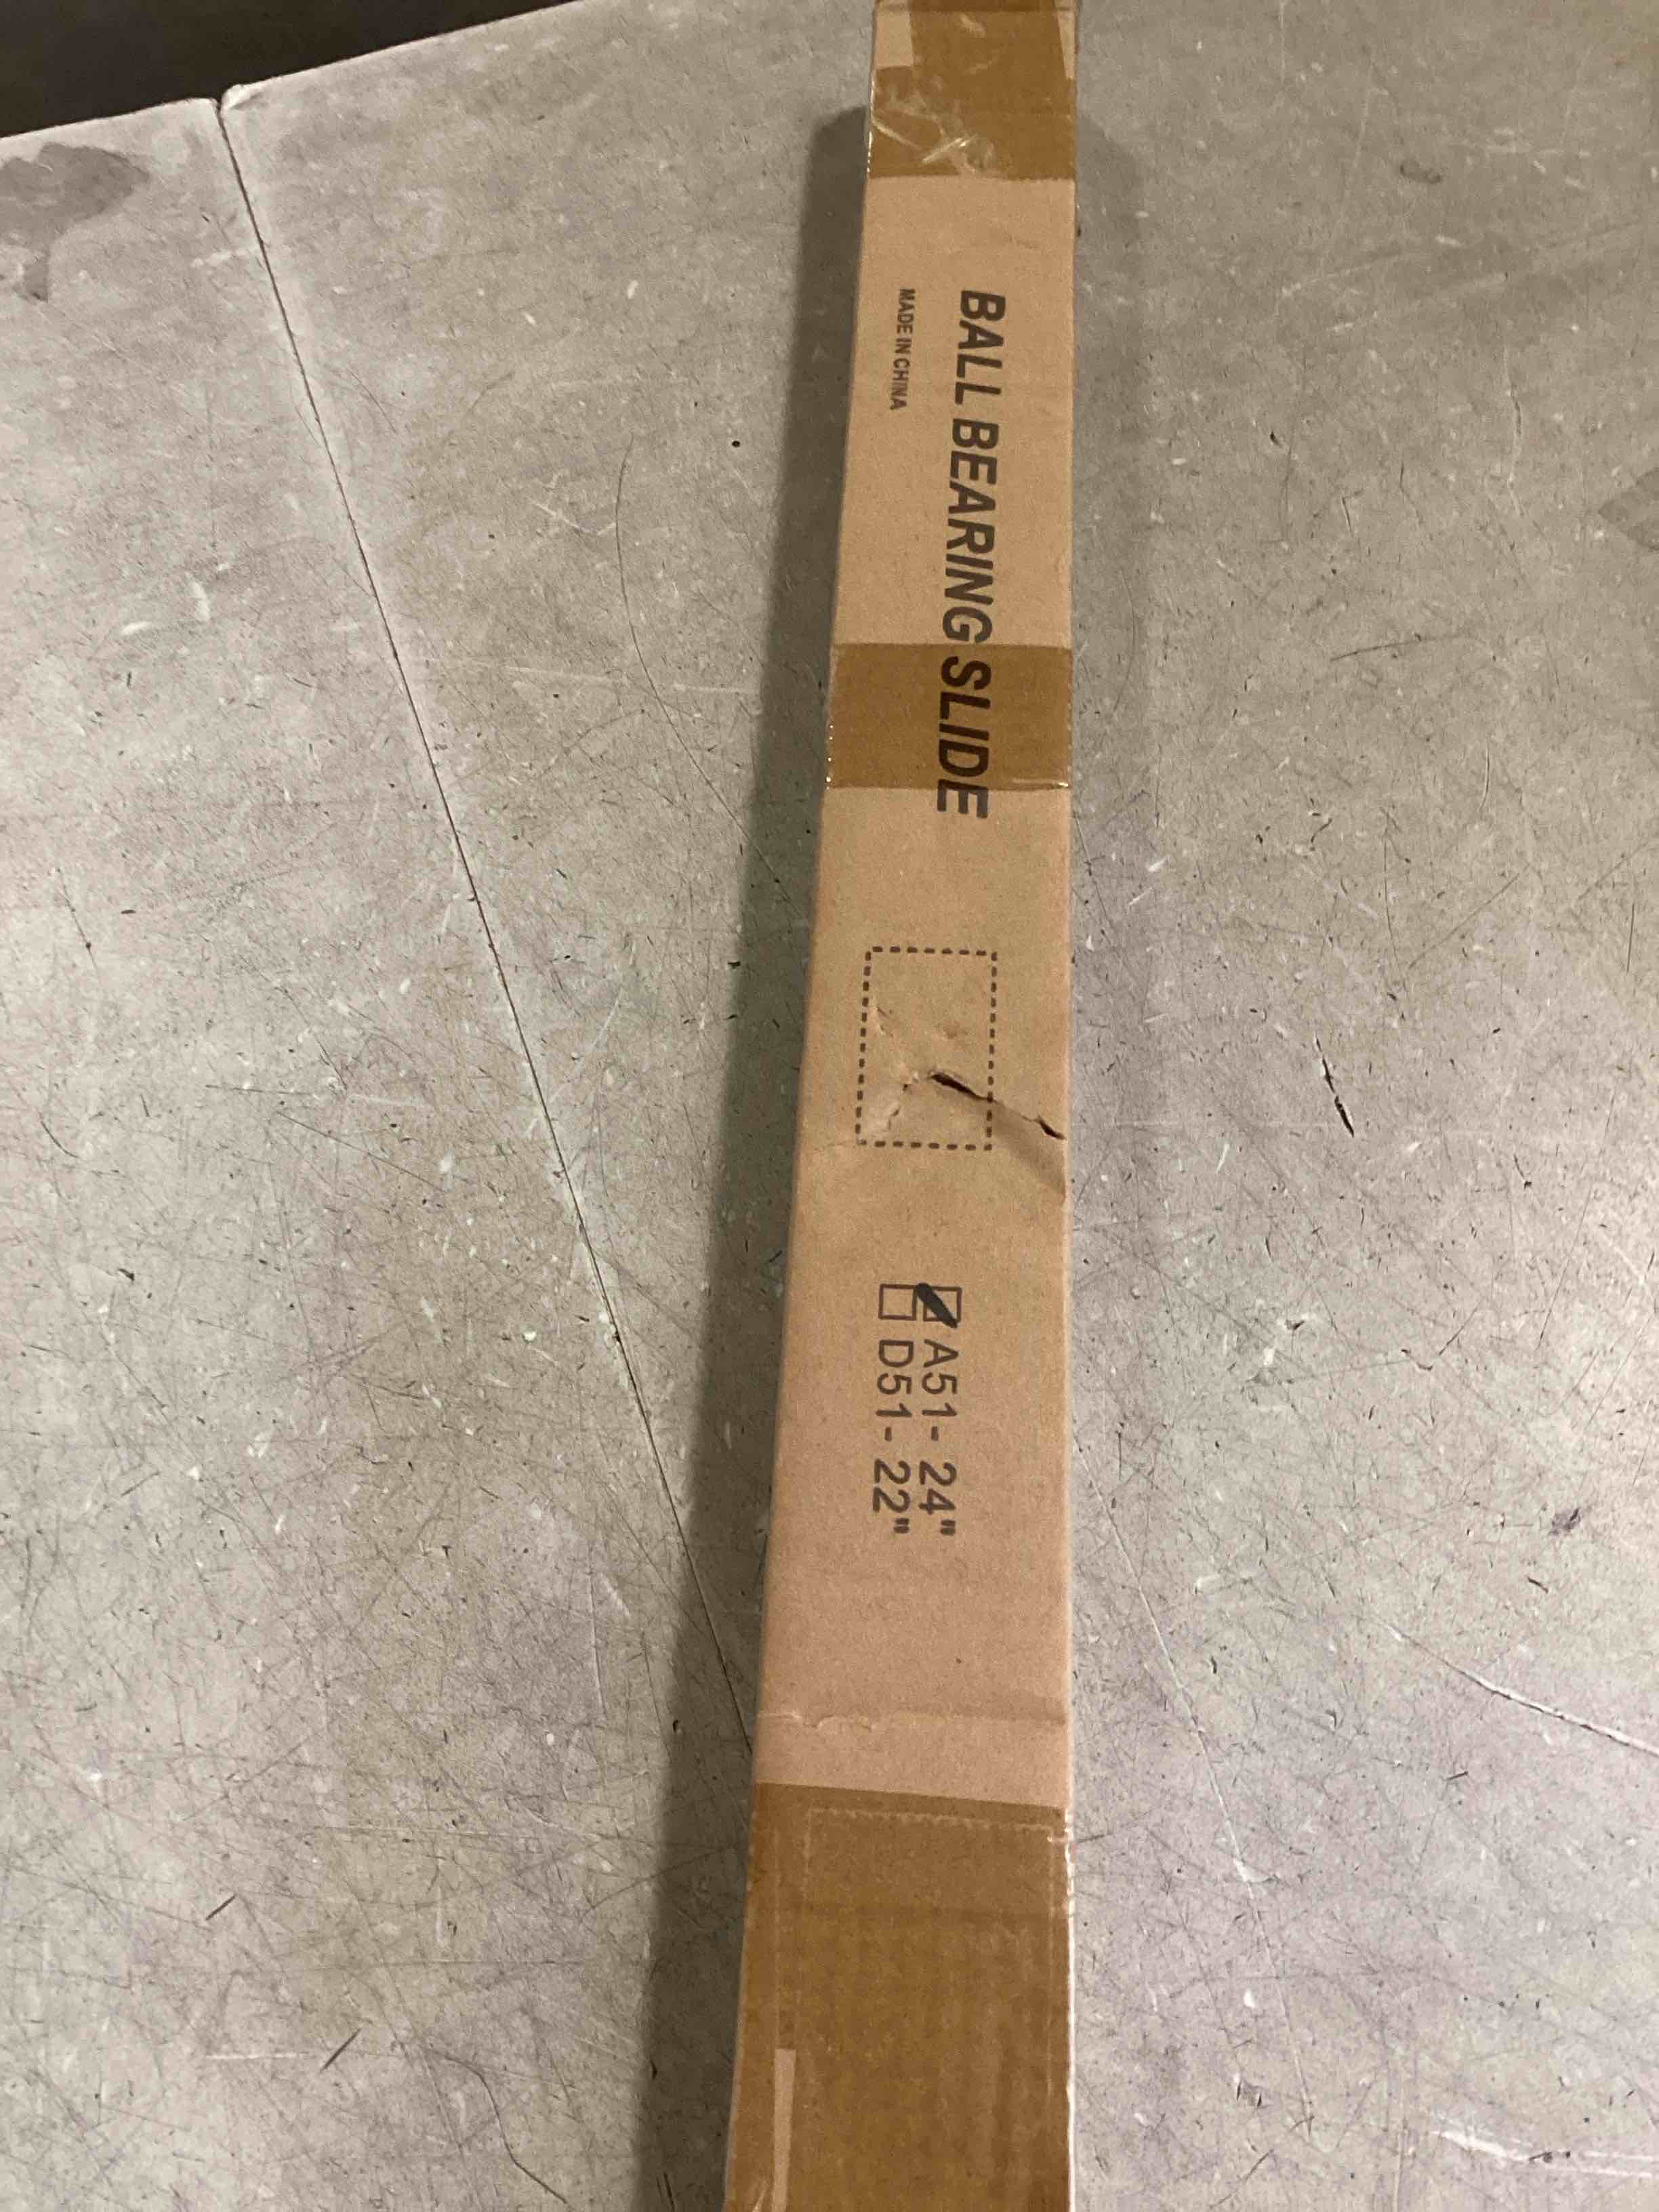 BALL BEARING SLIDE
MADE IN CHINA
A51- 24"
D51- 22"